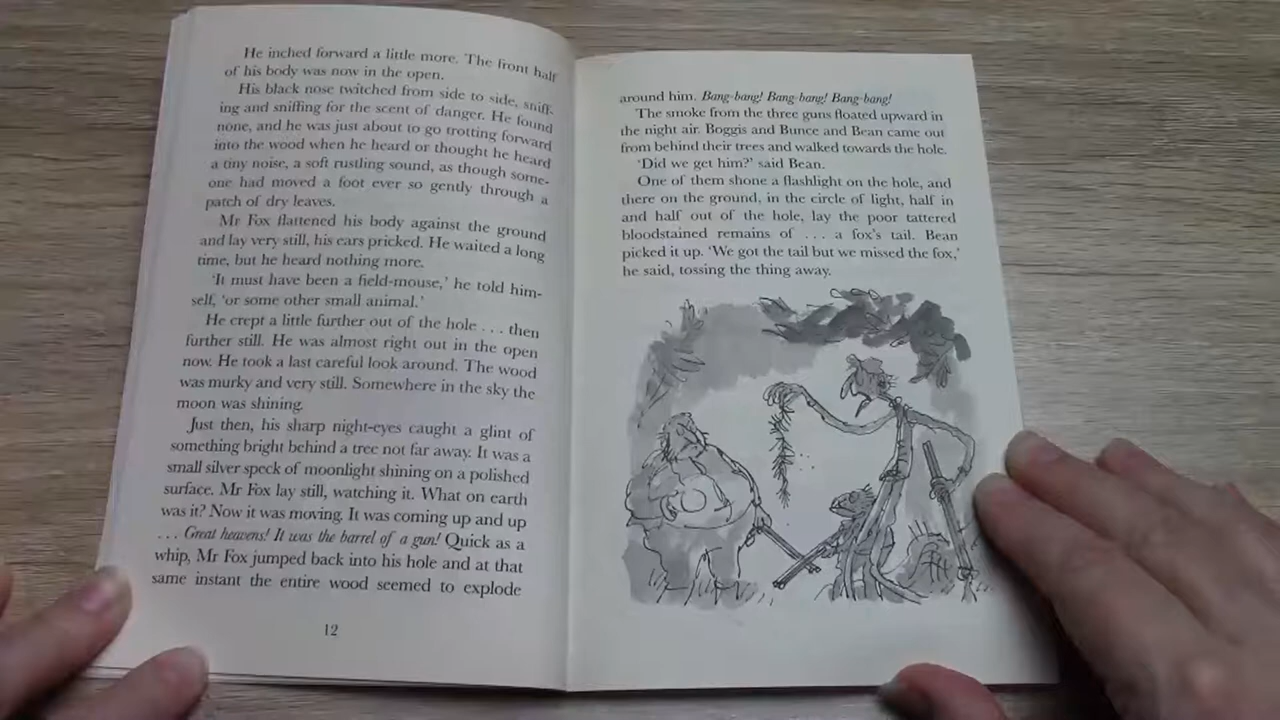 He inched forward a little more. The front half
of his body was now in the open.
His black nose twitched from side to side, sniff-
ing and sniffing for the scent of danger. He found
none, and he was just about to go trotting forward
into the wood when he heard or thought he heard
a tiny noise, a soft rustling sound, as though some-
one had moved a foot ever so gently through a
patch of dry leaves.
Mr Fox flattened his body against the ground
and lay very still, his ears pricked. He waited a long
time, but he heard nothing more.
‘It must have been a field-mouse,’ he told him-
self, ‘or some other small animal.’
He crept a little further out of the hole . . . then
further still. He was almost right out in the open
now. He took a last careful look around. The wood
was murky and very still. Somewhere in the sky the
moon was shining.
Just then, his sharp night-eyes caught a glint of
something bright behind a tree not far away. It was a
small silver speck of moonlight shining on a polished
surface. Mr Fox lay still, watching it. What on earth
was it? Now it was moving. It was coming up and up
. . . Great heavens! It was the barrel of a gun! Quick as a
whip, Mr Fox jumped back into his hole and at that
same instant the entire wood seemed to explode
12
around him. Bang-bang! Bang-bang! Bang-bang!
The smoke from the three guns floated upward in
the night air. Boggis and Bunce and Bean came out
from behind their trees and walked towards the hole.
‘Did we get him?’ said Bean.
One of them shone a flashlight on the hole, and
there on the ground, in the circle of light, half in
and half out of the hole, lay the poor tattered
bloodstained remains of . . . a fox’s tail. Bean
picked it up. ‘We got the tail but we missed the fox,’
he said, tossing the thing away.